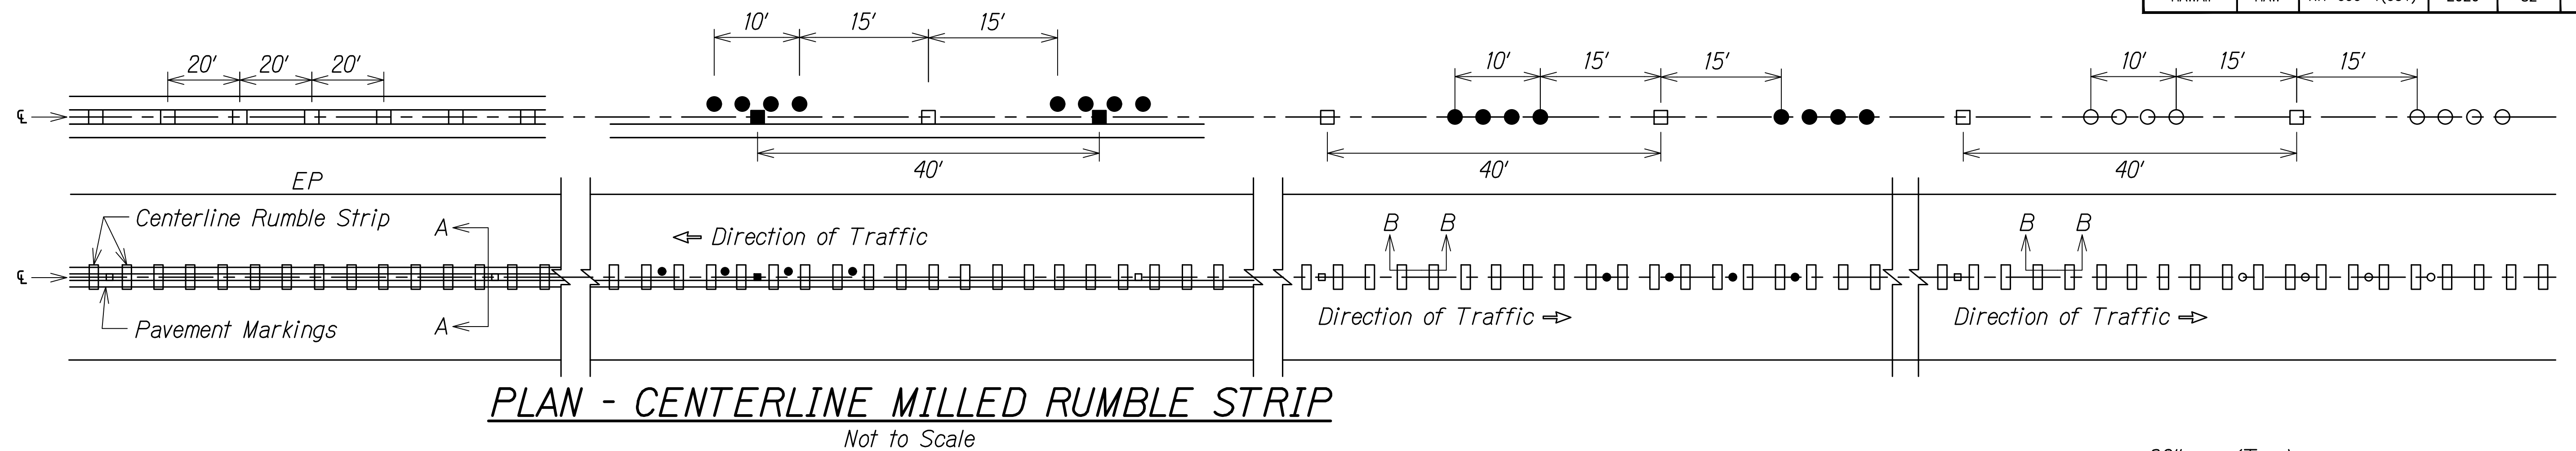 10' 15' 15'
20' 20' 20'
10' 15' 15'
10' 15' 15'
℄
40'
40'
40'
EP
Centerline Rumble Strip
A
Direction of Traffic
B B
B B
℄
Pavement Markings
A
Direction of Traffic
Direction of Traffic
PLAN - CENTERLINE MILLED RUMBLE STRIP
Not to Scale